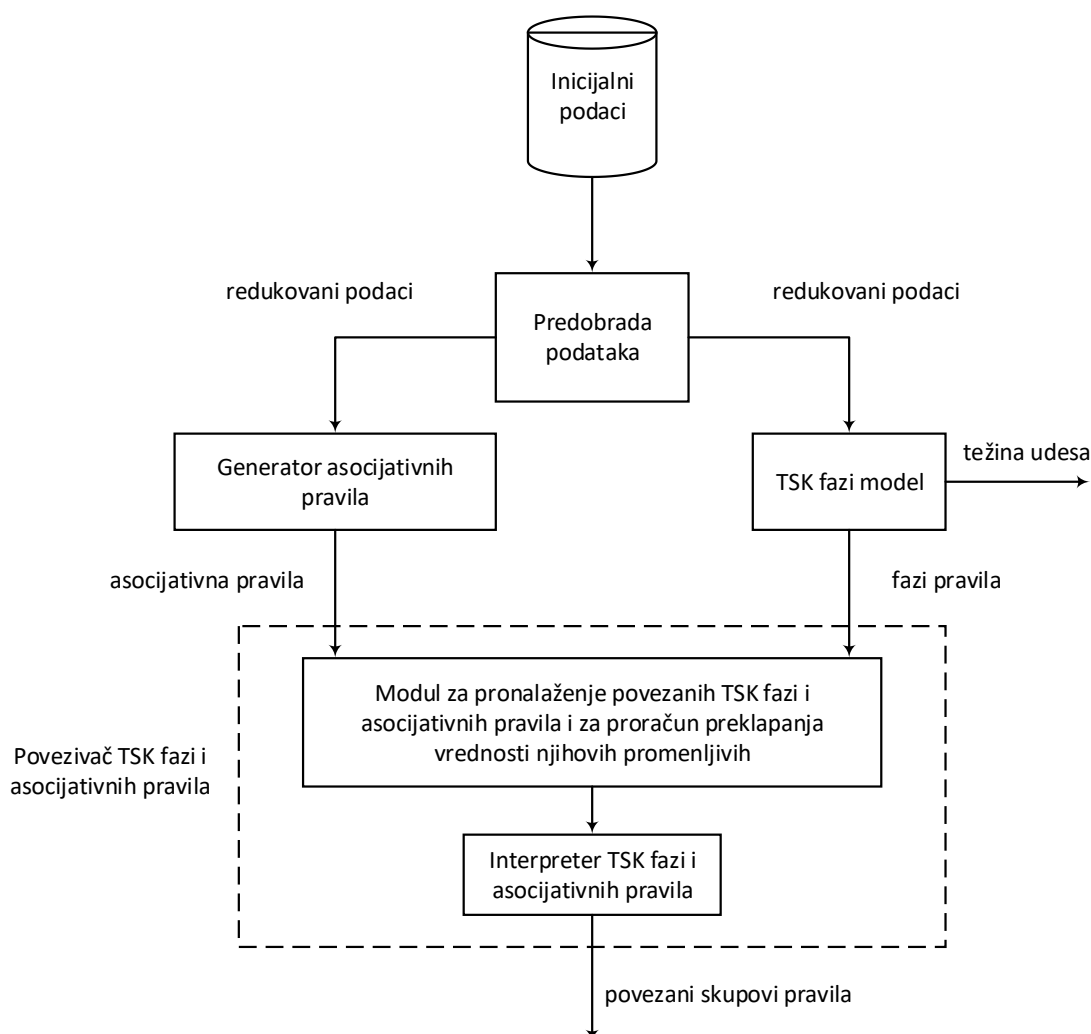 Inicijalni
podaci
redukovani podaci
redukovani podaci
Predobrada
podataka
Generator asocijativnih
pravila
TSK fazi model
težina udesa
asocijativna pravila
fazi pravila
Modul za pronalaženje povezanih TSK fazi i
asocijativnih pravila i za proračun preklapanja
vrednosti njihovih promenljivih
Povezivač TSK fazi i
asocijativnih pravila
Interpreter TSK fazi i
asocijativnih pravila
povezani skupovi pravila